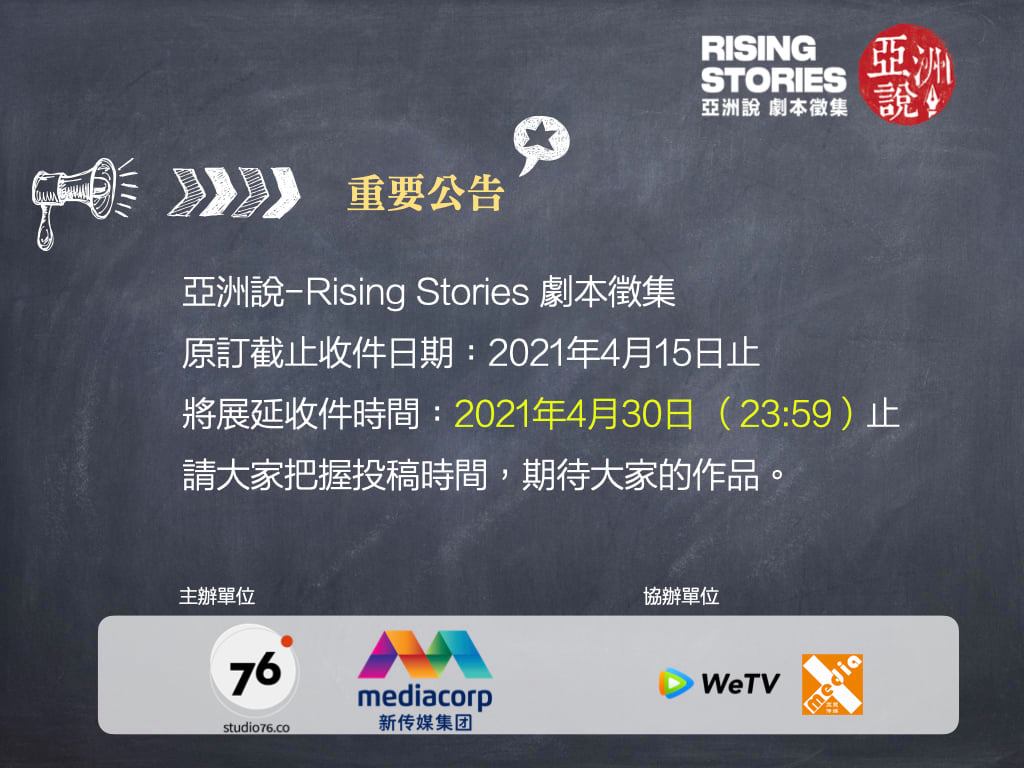 RISING
STORIES
亞洲說 劇本徵集
亞洲
說
重要公告
亞洲說-Rising Stories 劇本徵集
原訂截止收件日期：2021年4月15日止
將展延收件時間：2021年4月30日（23:59）止
請大家把握投稿時間，期待大家的作品。
主辦單位
協辦單位
76
studio76.co
mediacorp
新传媒集团
WeTV
media